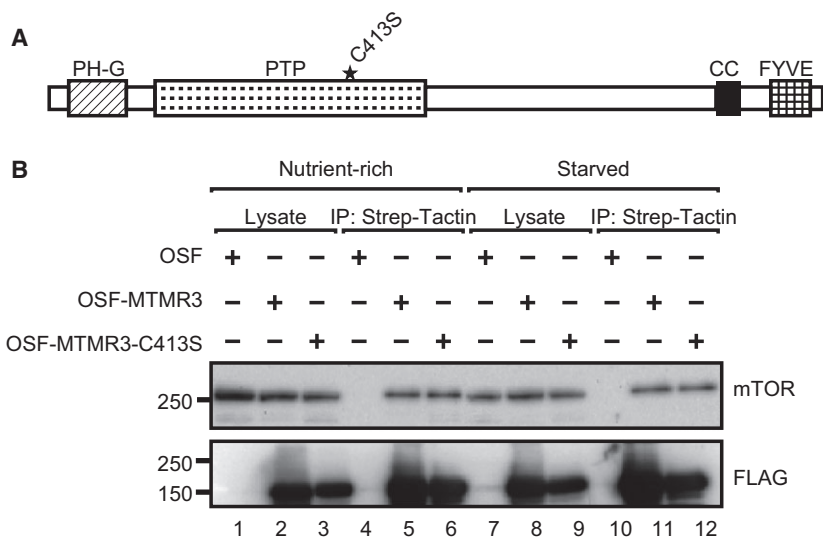 A
C413S
PH-G PTP CC FYVE
B
Nutrient-rich Starved
Lysate IP: Strep-Tactin Lysate IP: Strep-Tactin
OSF + – – + – – + – – + – –
OSF-MTMR3 – + – – + – – + – – + –
OSF-MTMR3-C413S – – + – – + – – + – – +
250 mTOR
250
150 FLAG
1 2 3 4 5 6 7 8 9 10 11 12